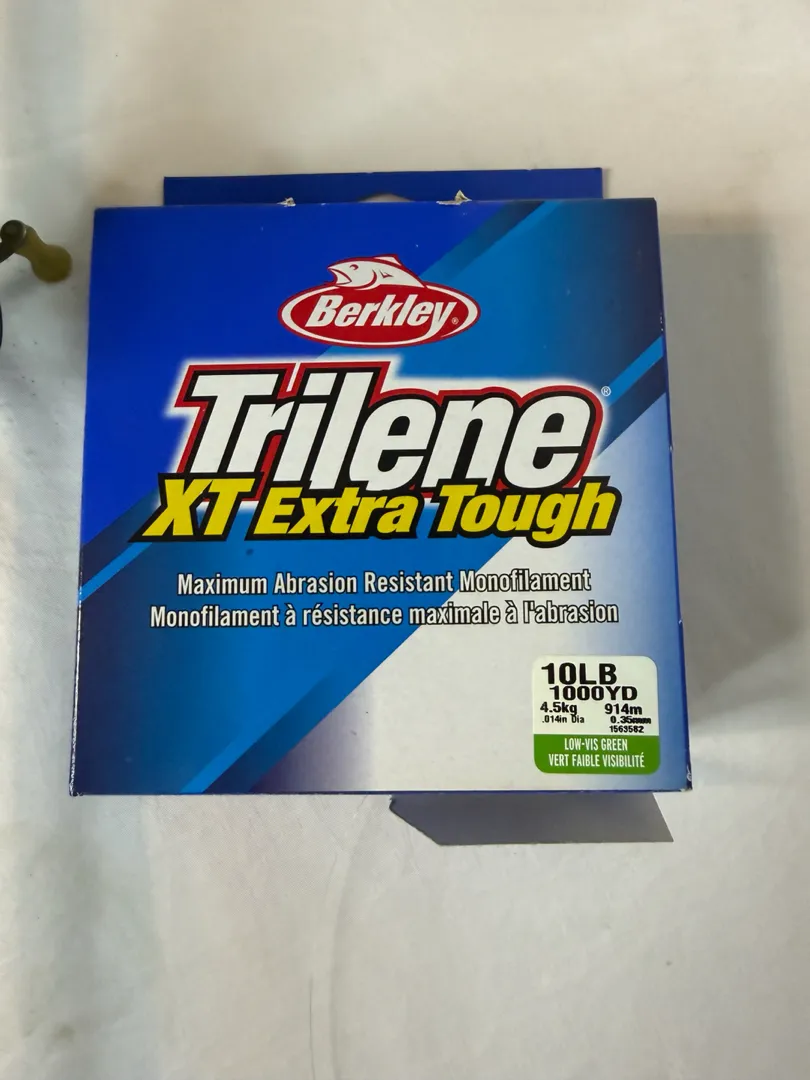 Berkley®
Trilene®
XT Extra Tough
Maximum Abrasion Resistant Monofilament
Monofilament à résistance maximale à l'abrasion
10LB
1000YD
4.5kg 914m
.014in Dia 0.35mm
1563582
LOW-VIS GREEN
VERT FAIBLE VISIBILITÉ